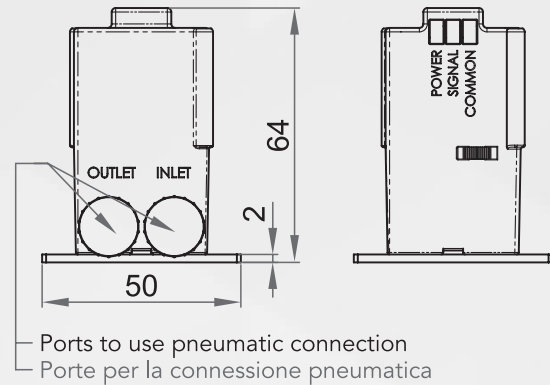 POWER
SIGNAL
COMMON
64
OUTLET INLET
2
50
Ports to use pneumatic connection
Porte per la connessione pneumatica